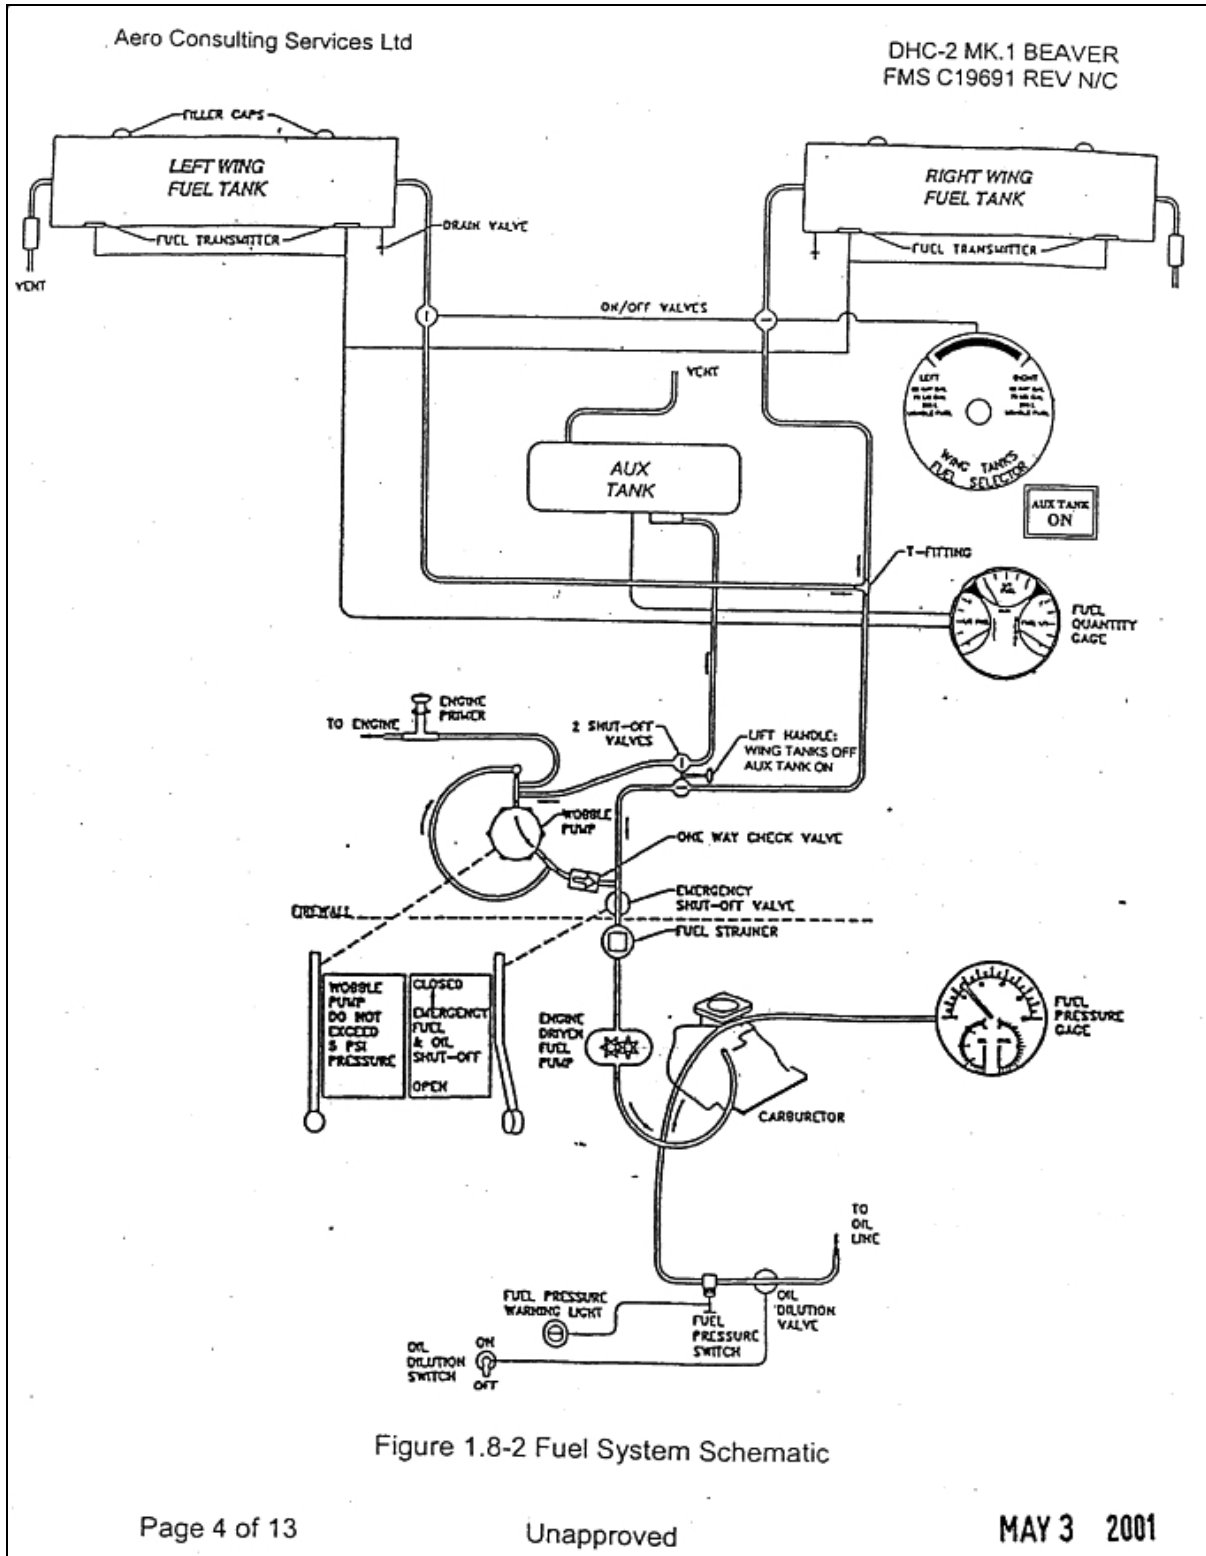 Aero Consulting Services Ltd
DHC-2 MK.1 BEAVER
FMS C19691 REV N/C
FILLER CAPS
LEFT WING
FUEL TANK
RIGHT WING
FUEL TANK
DRAIN VALVE
FUEL TRANSMITTER
FUEL TRANSMITTER
VENT
ON/OFF VALVES
VENT
LEFT
RIGHT
WING TANKS
FUEL SELECTOR
AUX
TANK
AUX TANK
ON
T-FITTING
FUEL
QUANTITY
GAGE
ENGINE
PRIMER
TO ENGINE
2 SHUT-OFF
VALVES
LIFT HANDLE:
WING TANKS OFF
AUX TANK ON
WOBBLE
PUMP
ONE WAY CHECK VALVE
EMERGENCY
SHUT-OFF VALVE
FIREWALL
FUEL STRAINER
WOBBLE
PUMP
DO NOT
EXCEED
5 PSI
PRESSURE
CLOSED
EMERGENCY
FUEL
& OIL
SHUT-OFF
OPEN
ENGINE
DRIVEN
FUEL
PUMP
FUEL
PRESSURE
GAGE
CARBURETOR
TO
OIL
LINE
FUEL PRESSURE
WARNING LIGHT
FUEL
PRESSURE
SWITCH
OIL
DILUTION
VALVE
OIL
DILUTION
SWITCH
ON
OFF
Figure 1.8-2 Fuel System Schematic
Page 4 of 13
Unapproved
MAY 3 2001